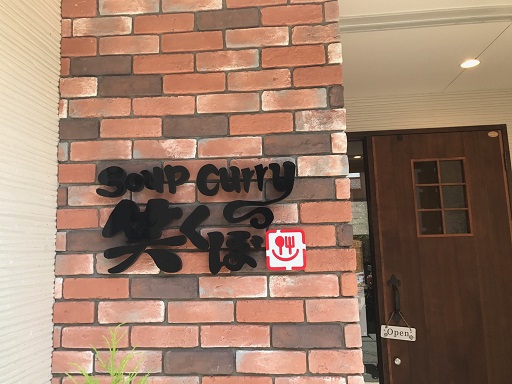 Soup Curry
笑くぼ
Open